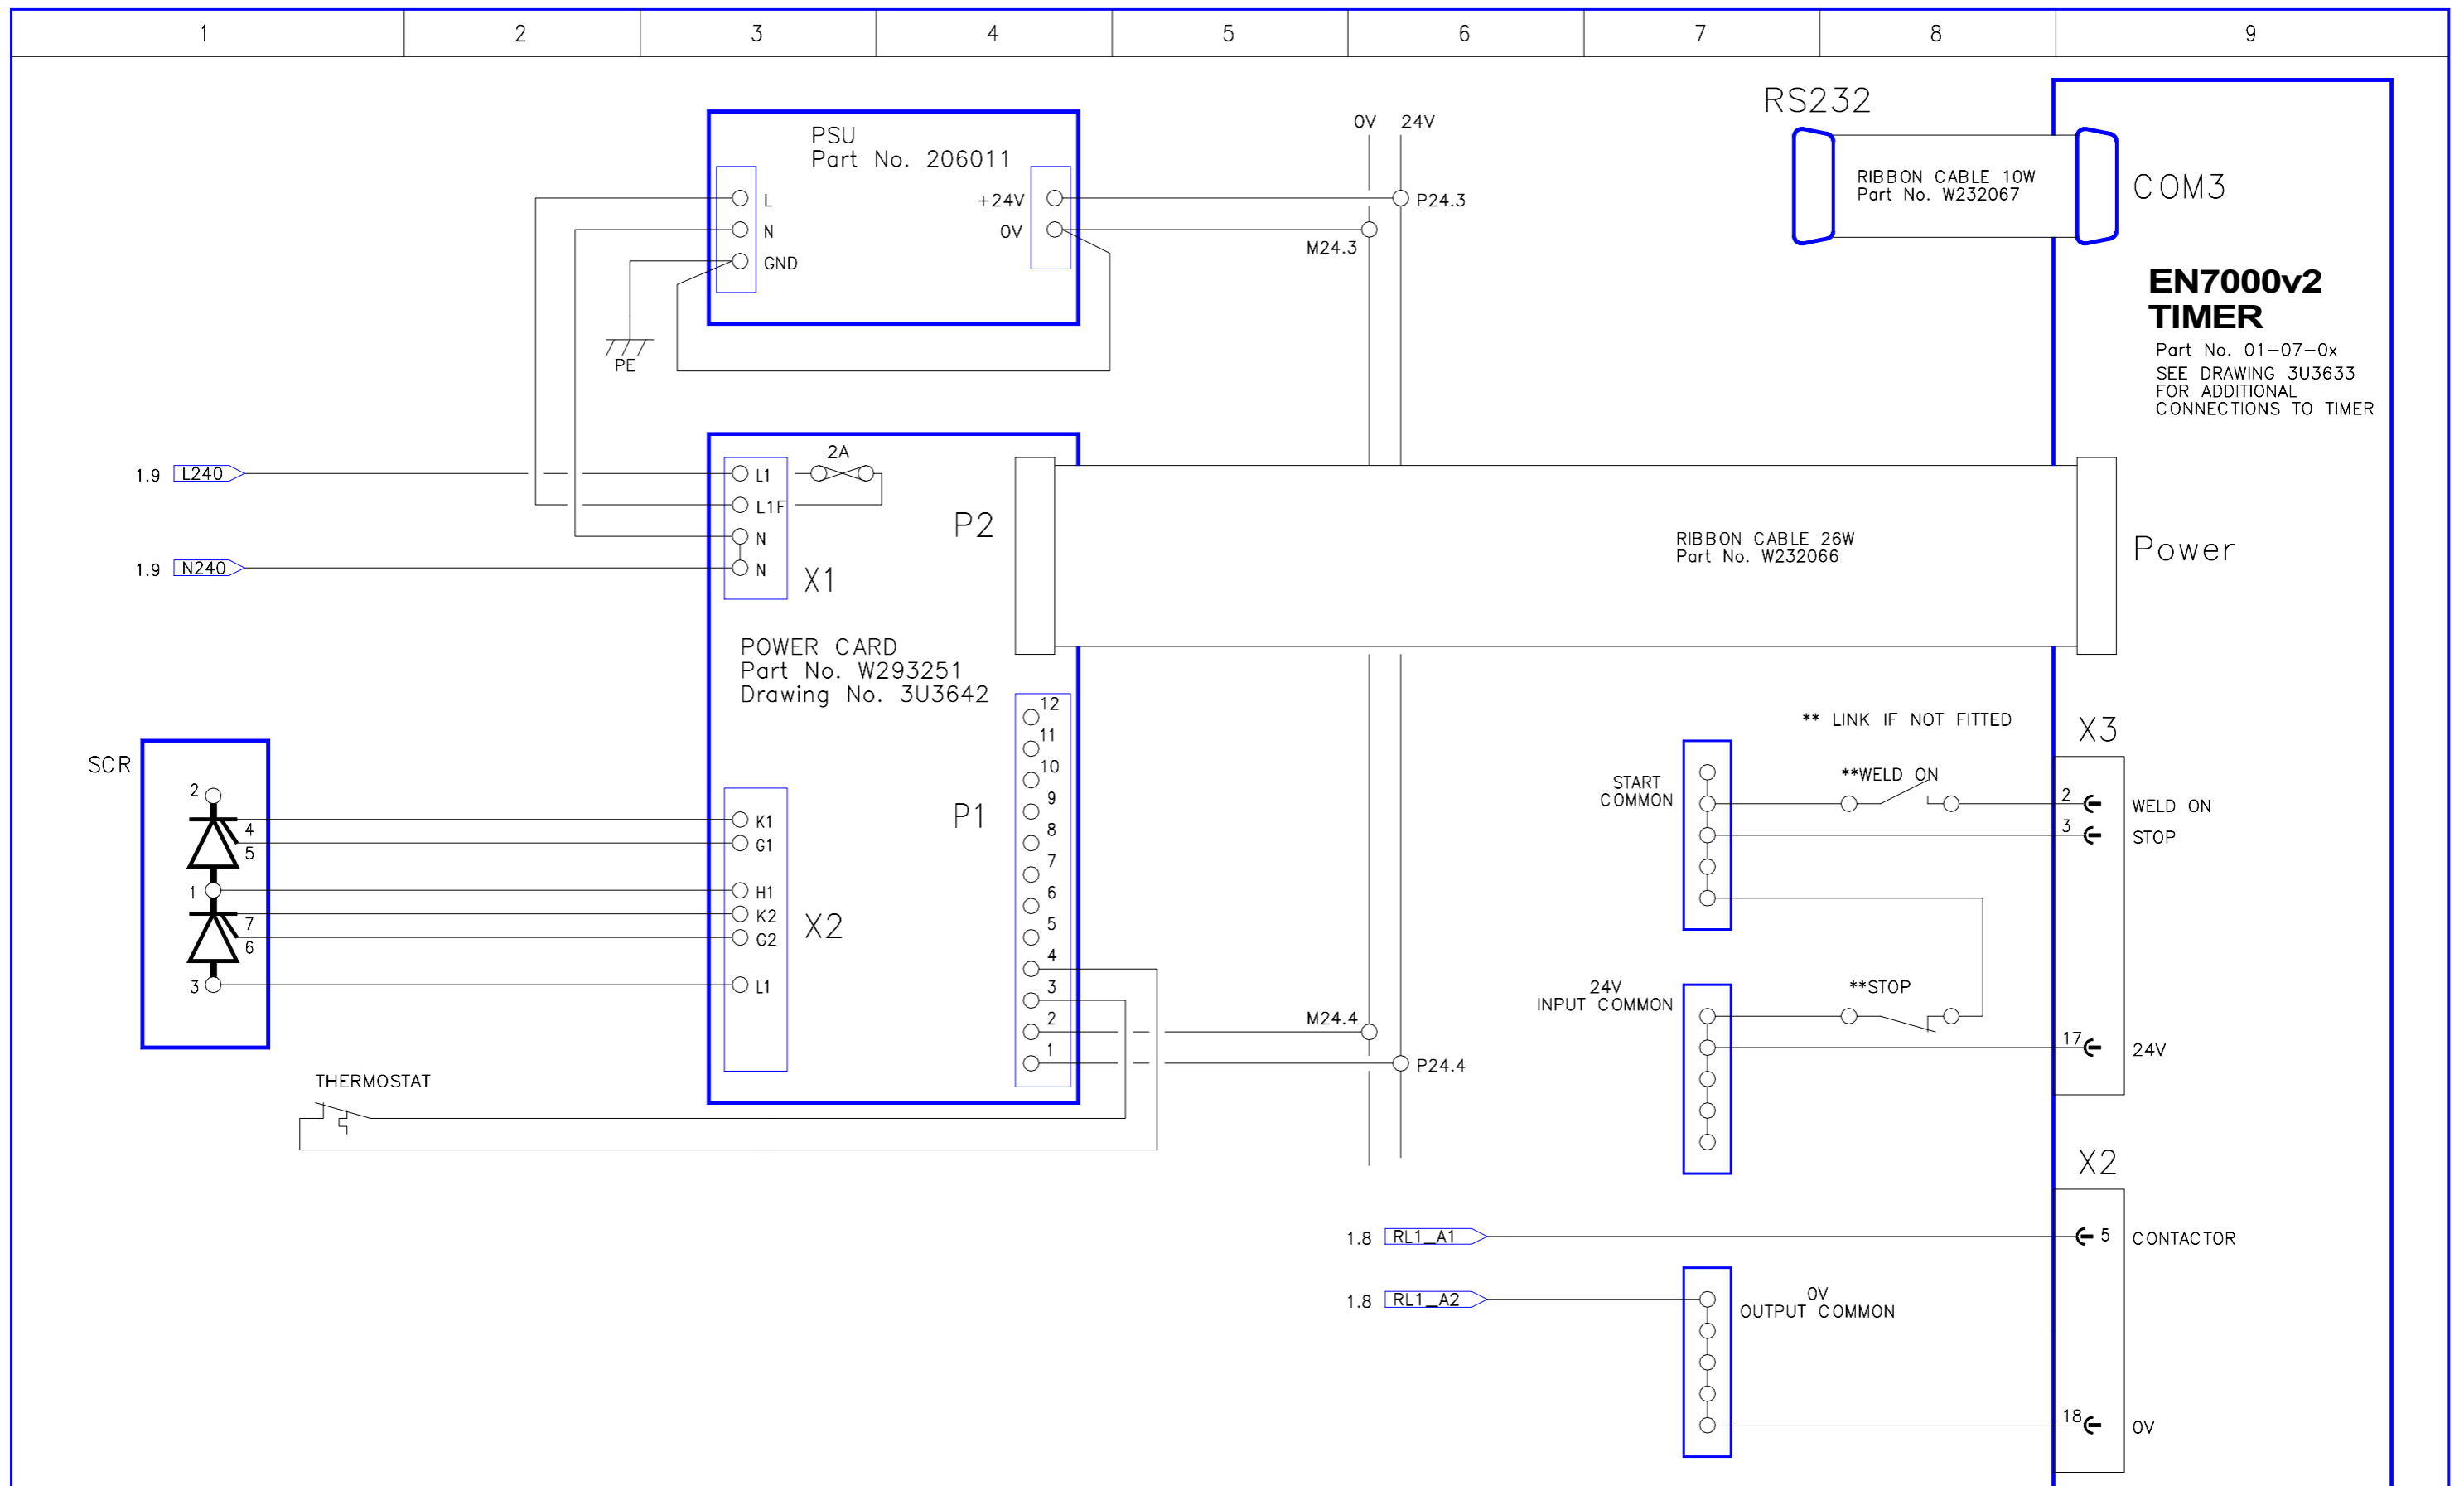 1 2 3 4 5 6 7 8 9
RS232
0V 24V
PSU
Part No. 206011
L
N
GND
+24V
0V
P24.3
M24.3
PE
RIBBON CABLE 10W
Part No. W232067
COM3
EN7000v2
TIMER
Part No. 01-07-0x
SEE DRAWING 3U3633
FOR ADDITIONAL
CONNECTIONS TO TIMER
1.9 L240
1.9 N240
L1
L1F
N
N
2A
X1
P2
RIBBON CABLE 26W
Part No. W232066
Power
POWER CARD
Part No. W293251
Drawing No. 3U3642
SCR
2
4
5
1
7
6
3
K1
G1
H1
K2
G2
L1
X2
P1
12
11
10
9
8
7
6
5
4
3
2
1
M24.4
P24.4
THERMOSTAT
** LINK IF NOT FITTED
START
COMMON
**WELD ON
X3
2 WELD ON
3 STOP
24V
INPUT COMMON
**STOP
17 24V
X2
1.8 RL1_A1
5 CONTACTOR
1.8 RL1_A2
0V
OUTPUT COMMON
18 0V